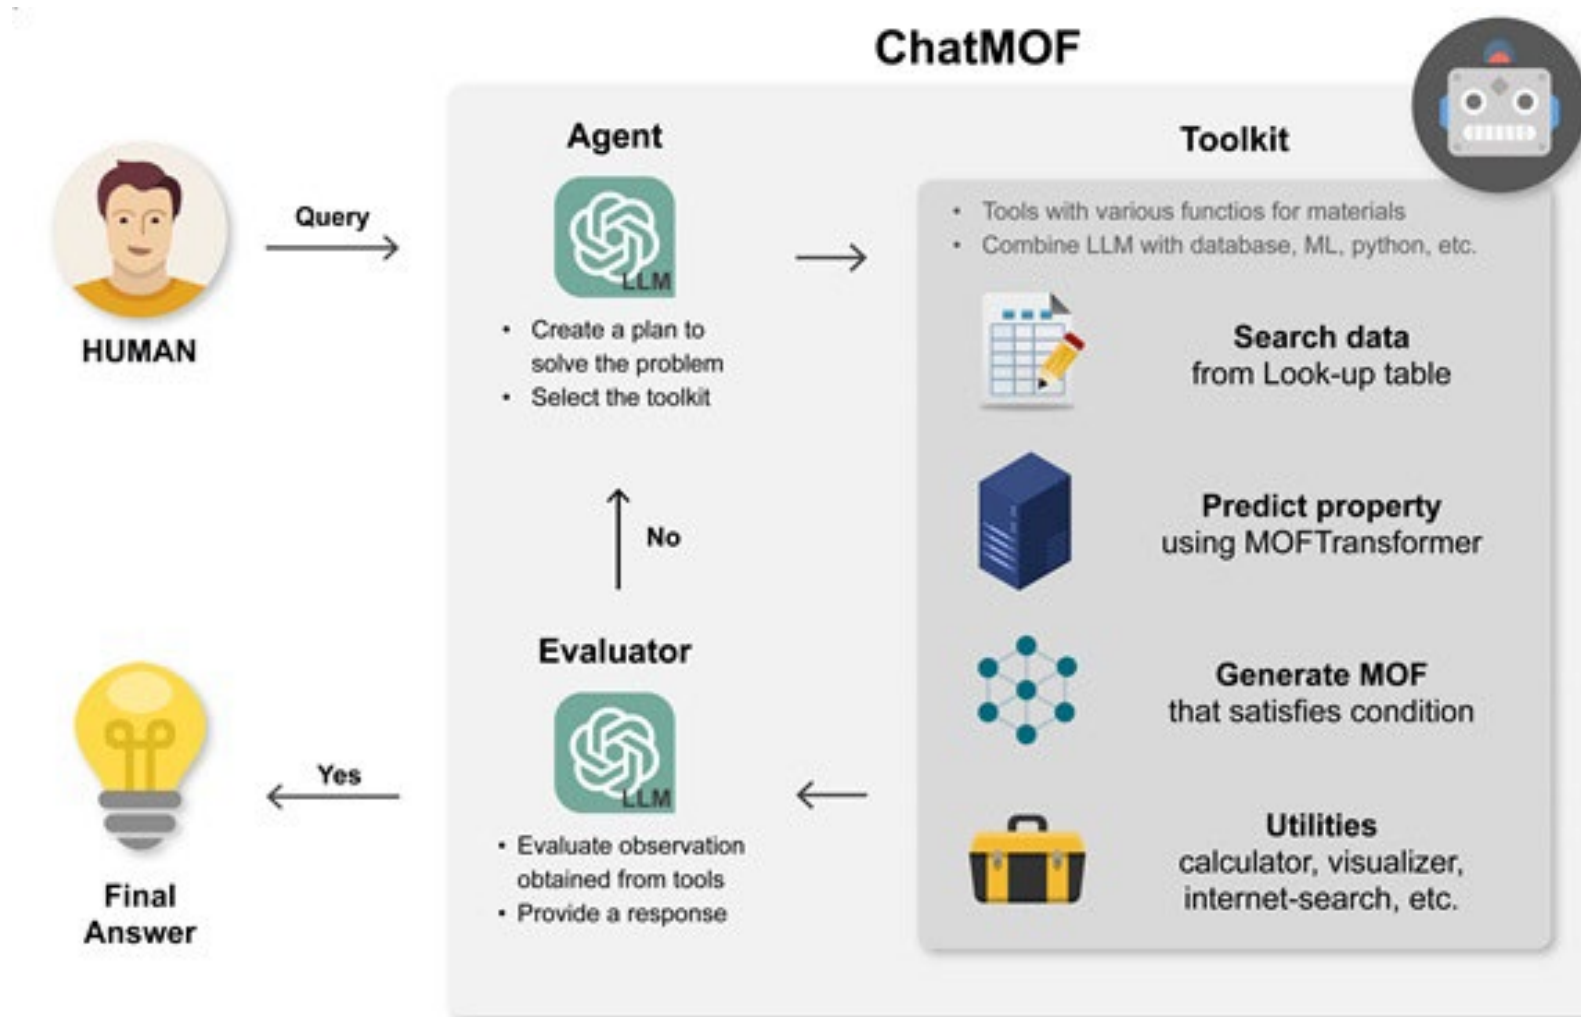 ChatMOF
HUMAN
Query
Agent
LLM
• Create a plan to
solve the problem
• Select the toolkit
Toolkit
• Tools with various functios for materials
• Combine LLM with database, ML, python, etc.
Search data
from Look-up table
Predict property
using MOFTransformer
Generate MOF
that satisfies condition
Utilities
calculator, visualizer,
internet-search, etc.
No
Evaluator
LLM
• Evaluate observation
obtained from tools
• Provide a response
Yes
Final
Answer